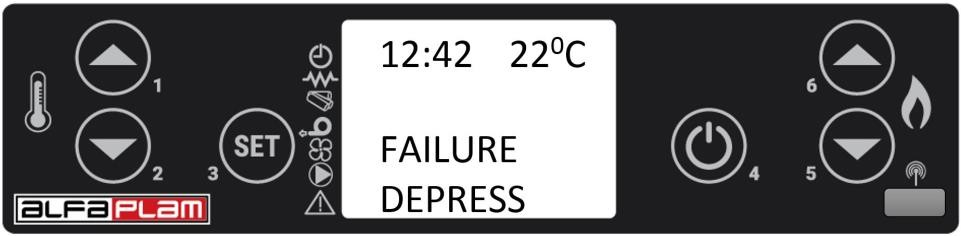 12:42 22⁰C
FAILURE
DEPRESS
1
2
SET
3
4
5
6
ALFAPLAM